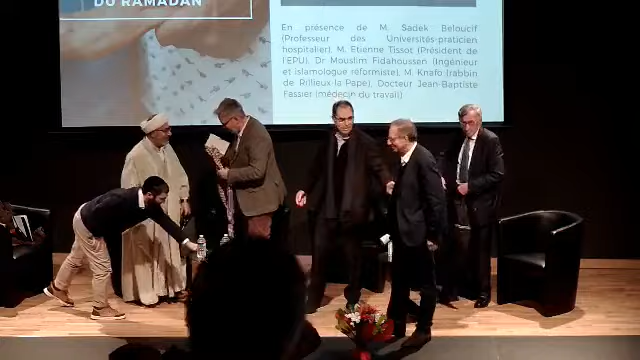 DU RAMADAN
En présence de M. Sadek Beloucif
(Professeur des Universités-praticien
hospitalier), M. Etienne Tissot (Président de
l'EPU), Dr Mouslim Fidahoussen (Ingénieur
et islamologue réformiste), M. Knafo (rabbin
de Rillieux-la-Pape), Docteur Jean-Baptiste
Fassier (médecin du travail)